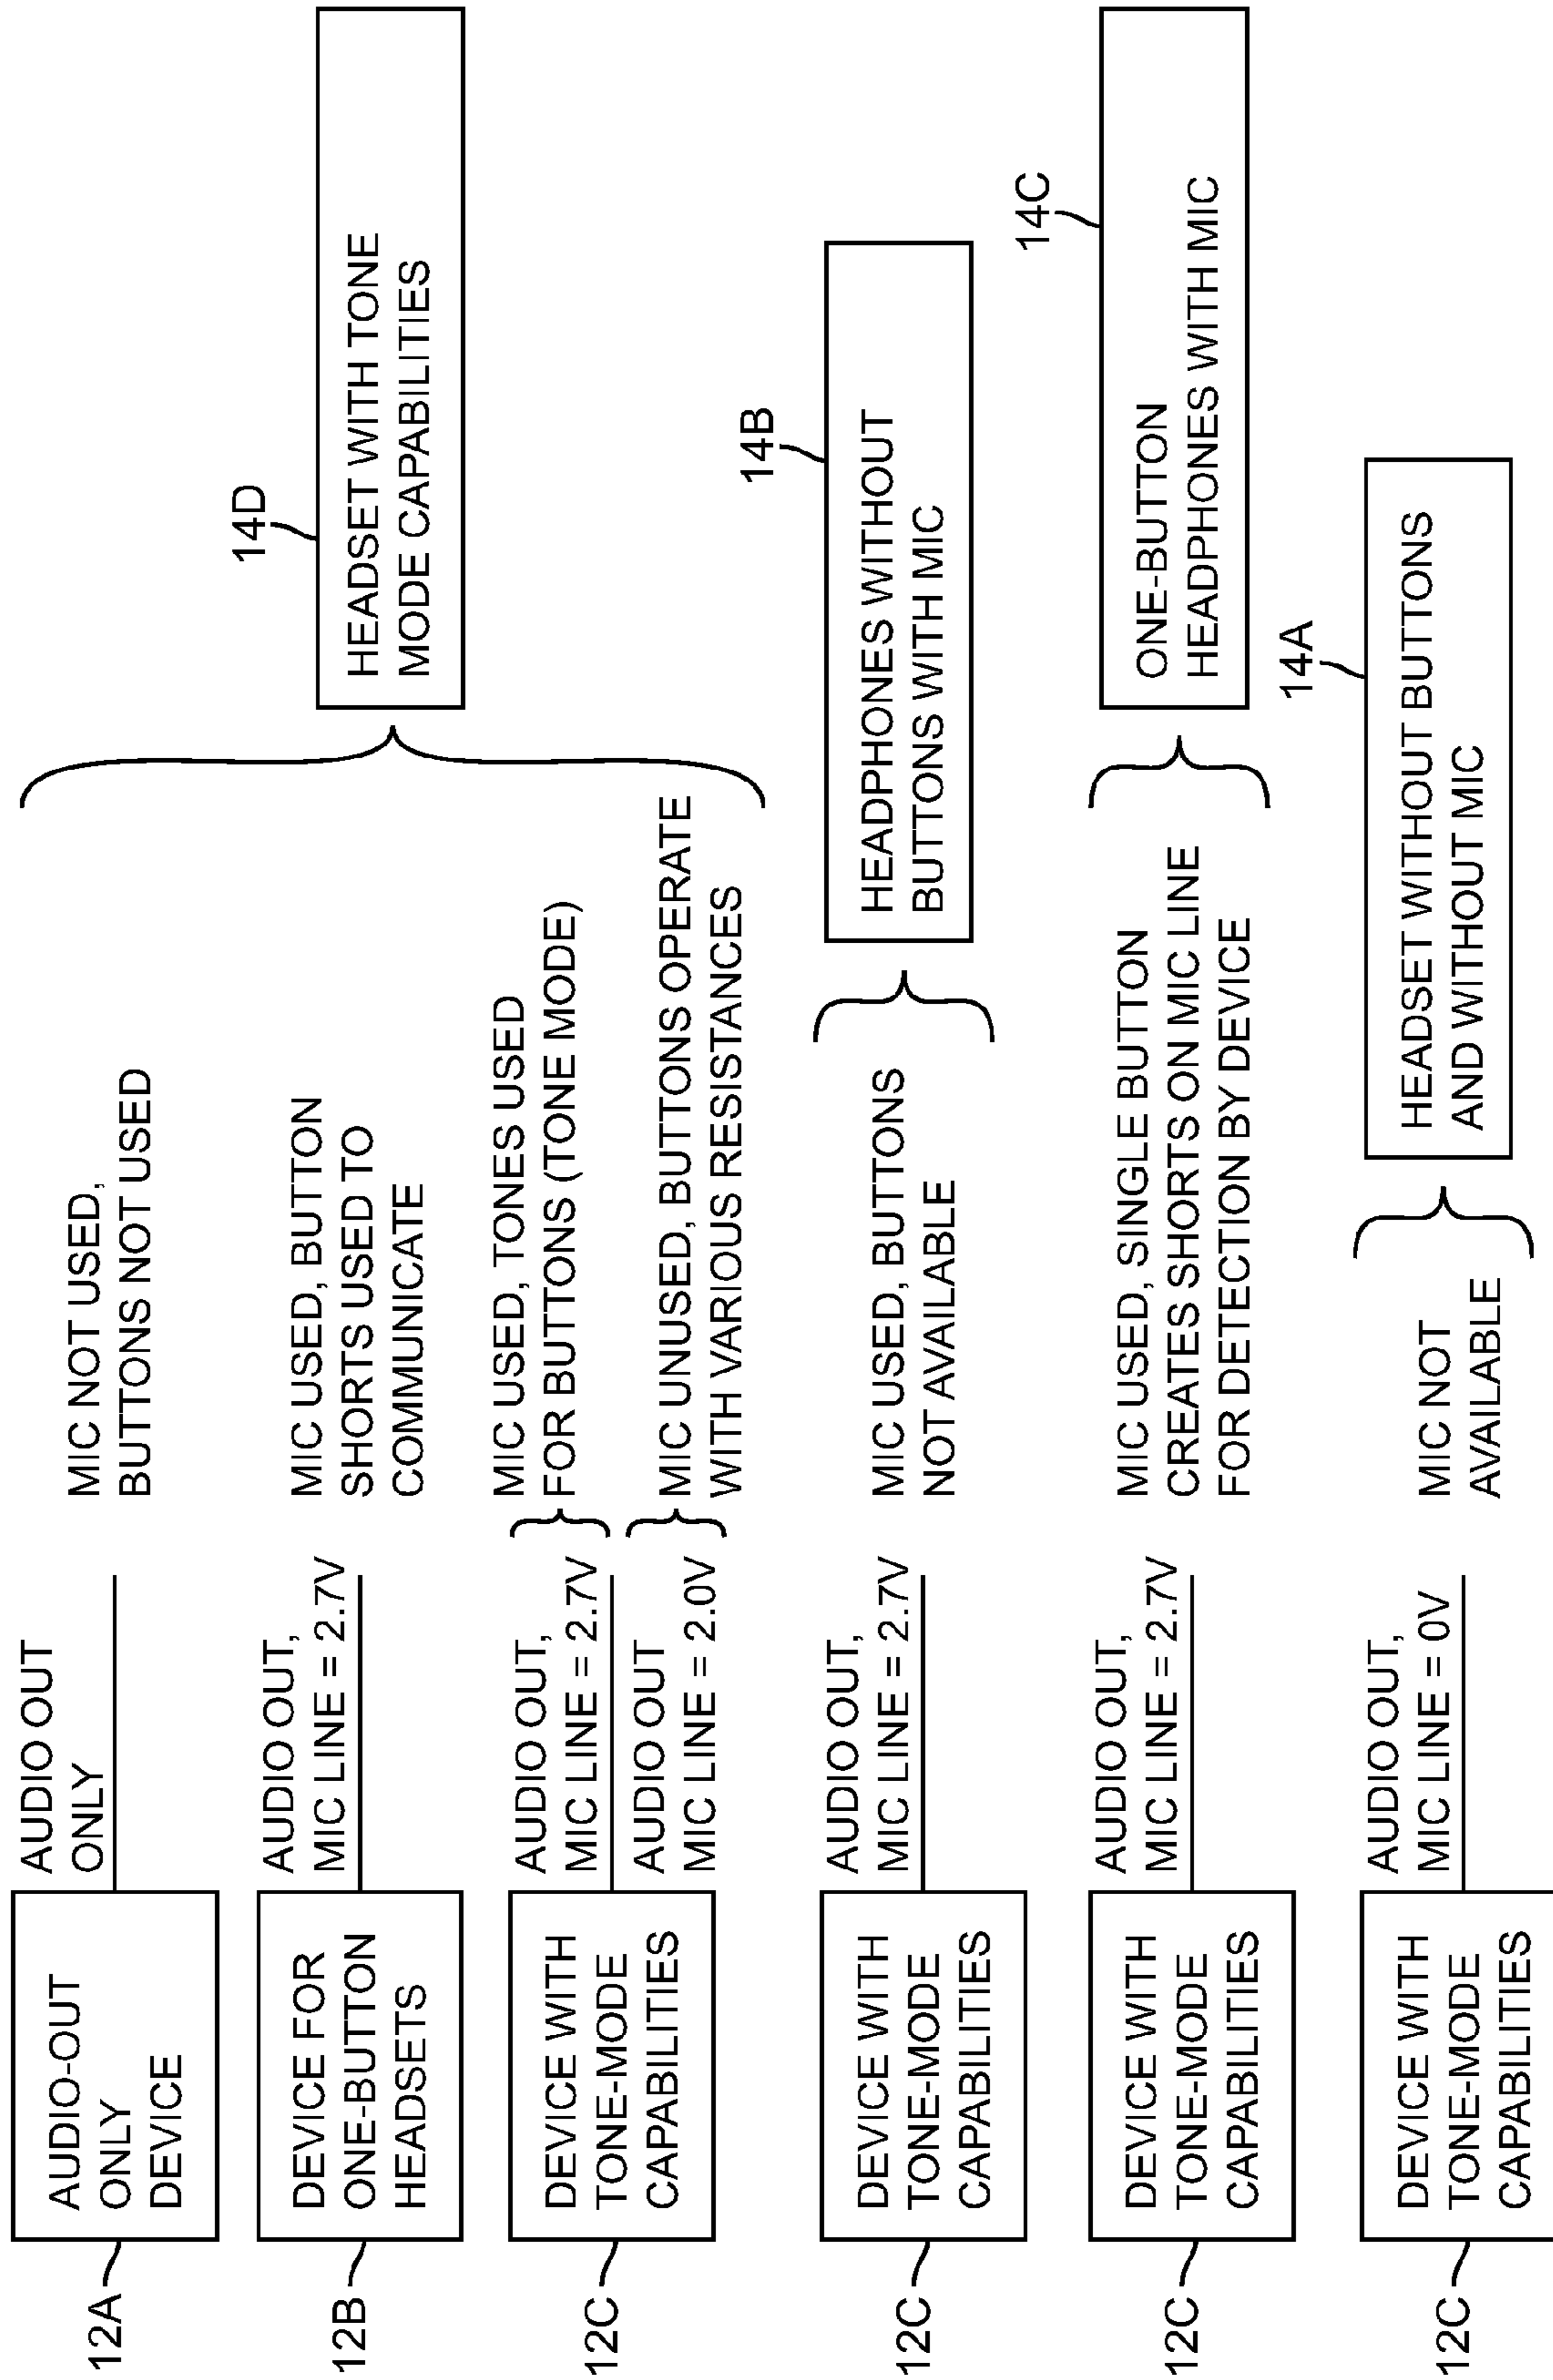 12A
AUDIO-OUT
ONLY
DEVICE
AUDIO OUT
ONLY
MIC NOT USED,
BUTTONS NOT USED
12B
DEVICE FOR
ONE-BUTTON
HEADSETS
AUDIO OUT,
MIC LINE = 2.7V
MIC USED, BUTTON
SHORTS USED TO
COMMUNICATE
12C
DEVICE WITH
TONE-MODE
CAPABILITIES
AUDIO OUT,
MIC LINE = 2.7V
AUDIO OUT
MIC LINE = 2.0V
MIC USED, TONES USED
FOR BUTTONS (TONE MODE)
MIC UNUSED, BUTTONS OPERATE
WITH VARIOUS RESISTANCES
14D
HEADSET WITH TONE
MODE CAPABILITIES
12C
DEVICE WITH
TONE-MODE
CAPABILITIES
AUDIO OUT,
MIC LINE = 2.7V
MIC USED, BUTTONS
NOT AVAILABLE
14B
HEADPHONES WITHOUT
BUTTONS WITH MIC
12C
DEVICE WITH
TONE-MODE
CAPABILITIES
AUDIO OUT,
MIC LINE = 2.7V
MIC USED, SINGLE BUTTON
CREATES SHORTS ON MIC LINE
FOR DETECTION BY DEVICE
14C
ONE-BUTTON
HEADPHONES WITH MIC
12C
DEVICE WITH
TONE-MODE
CAPABILITIES
AUDIO OUT,
MIC LINE = 0V
MIC NOT
AVAILABLE
14A
HEADSET WITHOUT BUTTONS
AND WITHOUT MIC